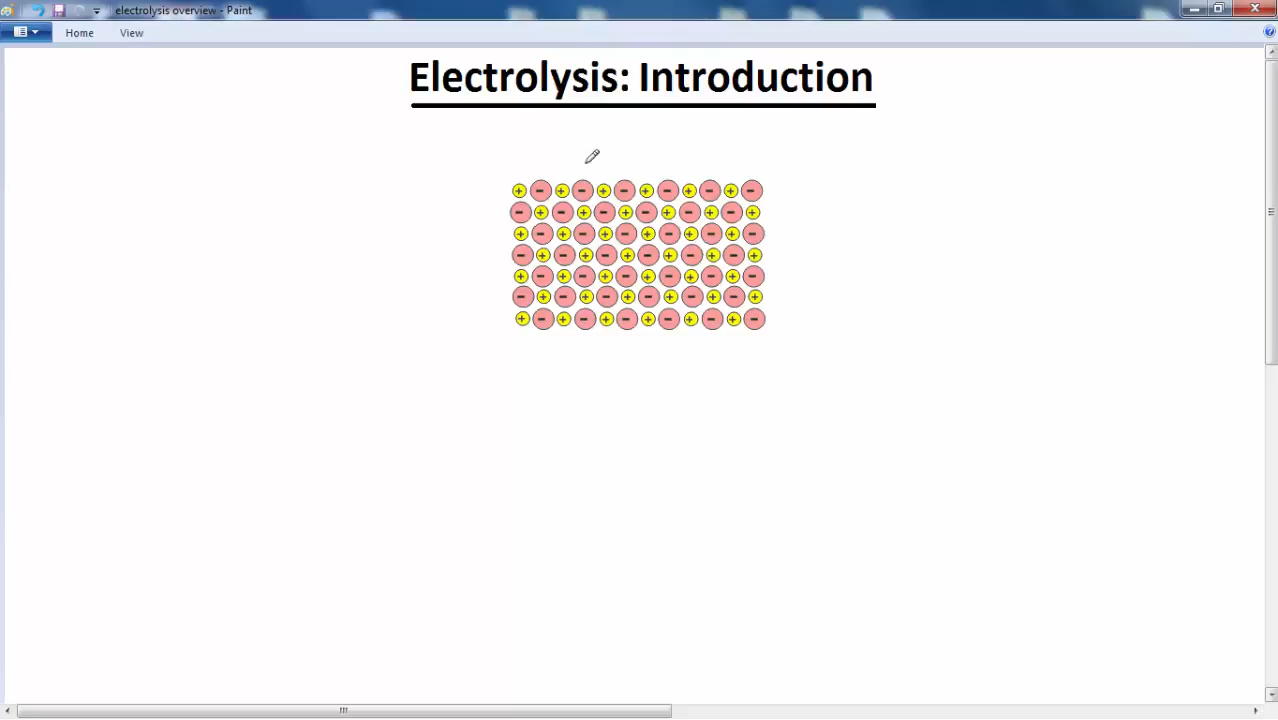 electrolysis overview - Paint
Home View
Electrolysis: Introduction
+ - + - + - + - + - + -
- + - + - + - + - + - +
+ - + - + - + - + - + -
- + - + - + - + - + - +
+ - + - + - + - + - + -
- + - + - + - + - + - +
+ - + - + - + - + - + -